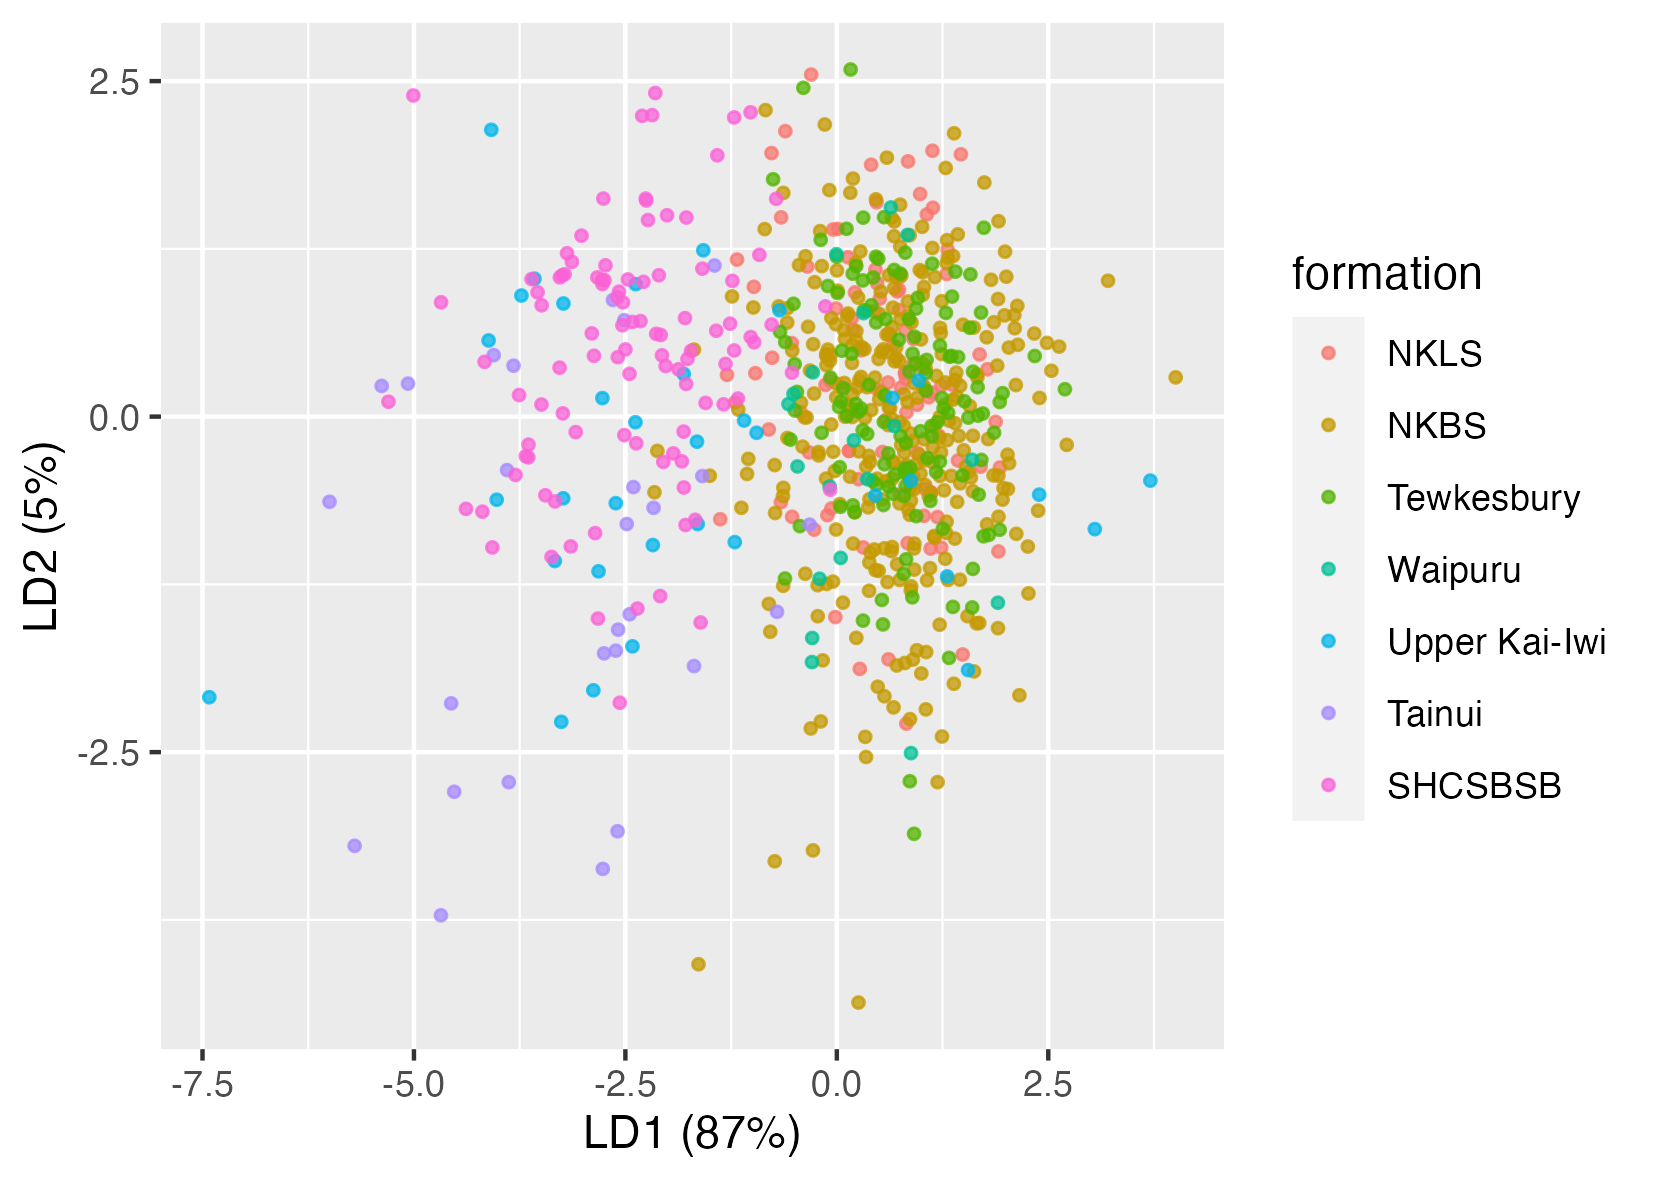 2.5
0.0
-2.5
LD2 (5%)
-7.5 -5.0 -2.5 0.0 2.5
LD1 (87%)
formation
NKLS
NKBS
Tewkesbury
Waipuru
Upper Kai-Iwi
Tainui
SHCSBSB